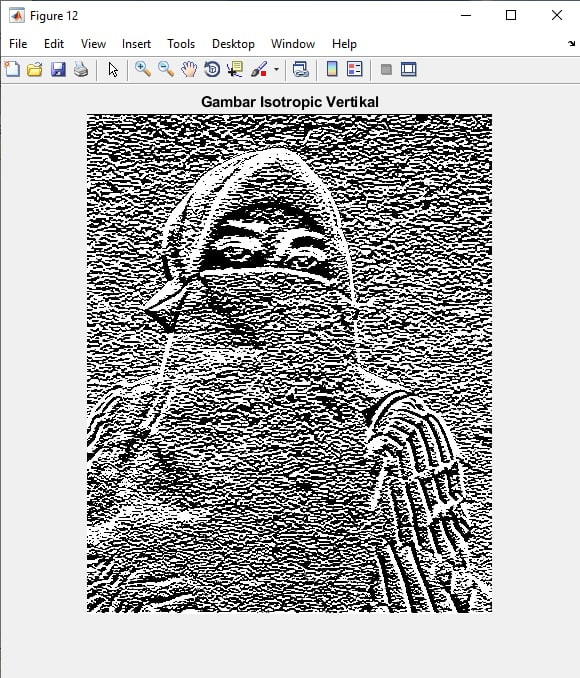 Figure 12
File Edit View Insert Tools Desktop Window Help
Gambar Isotropic Vertikal